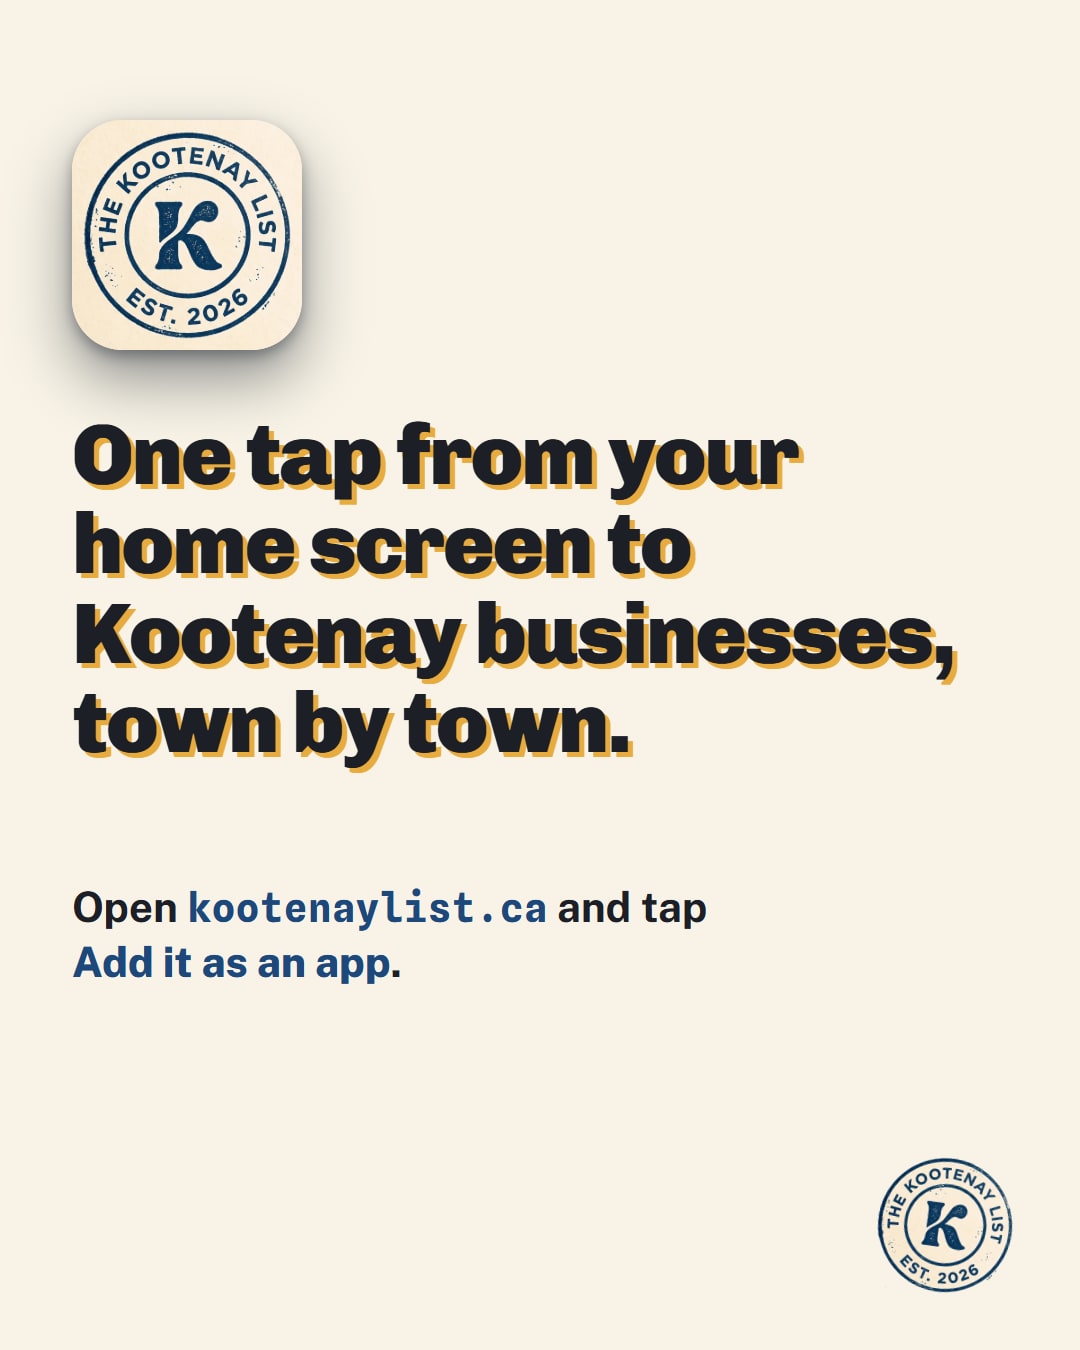 THE KOOTENAY LIST
K
EST. 2026
One tap from your
home screen to
Kootenay businesses,
town by town.
Open kootenaylist.ca and tap
Add it as an app.
THE KOOTENAY LIST
K
EST. 2026